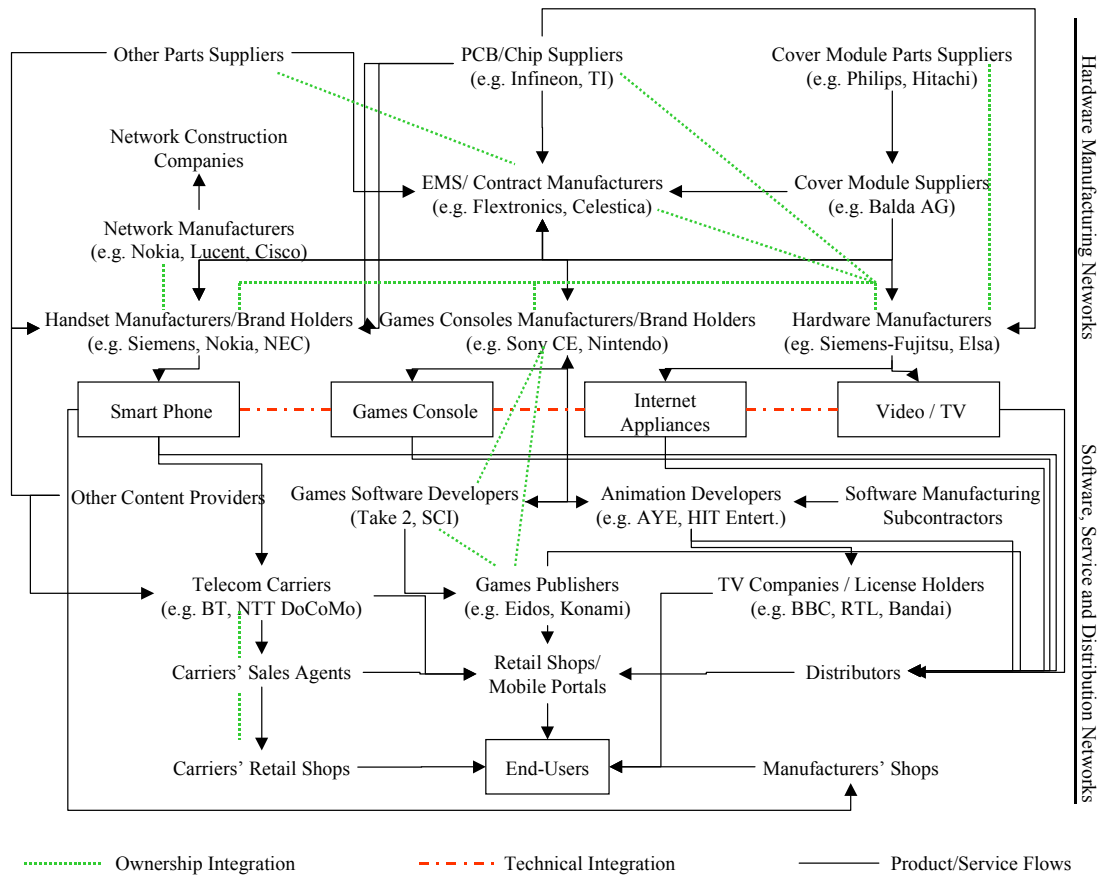 Other Parts Suppliers
PCB/Chip Suppliers
(e.g. Infineon, TI)
Cover Module Parts Suppliers
(e.g. Philips, Hitachi)
Network Construction
Companies
EMS/ Contract Manufacturers
(e.g. Flextronics, Celestica)
Cover Module Suppliers
(e.g. Balda AG)
Network Manufacturers
(e.g. Nokia, Lucent, Cisco)
Handset Manufacturers/Brand Holders
(e.g. Siemens, Nokia, NEC)
Games Consoles Manufacturers/Brand Holders
(e.g. Sony CE, Nintendo)
Hardware Manufacturers
(e.g. Siemens-Fujitsu, Elsa)
Hardware Manufacturing Networks
Smart Phone
Games Console
Internet
Appliances
Video / TV
Other Content Providers
Games Software Developers
(Take 2, SCI)
Animation Developers
(e.g. AYE, HIT Entert.)
Software Manufacturing
Subcontractors
Telecom Carriers
(e.g. BT, NTT DoCoMo)
Games Publishers
(e.g. Eidos, Konami)
TV Companies / License Holders
(e.g. BBC, RTL, Bandai)
Carriers’ Sales Agents
Retail Shops/
Mobile Portals
Distributors
Carriers’ Retail Shops
End-Users
Manufacturers’ Shops
Software, Service and Distribution Networks
Ownership Integration
Technical Integration
Product/Service Flows